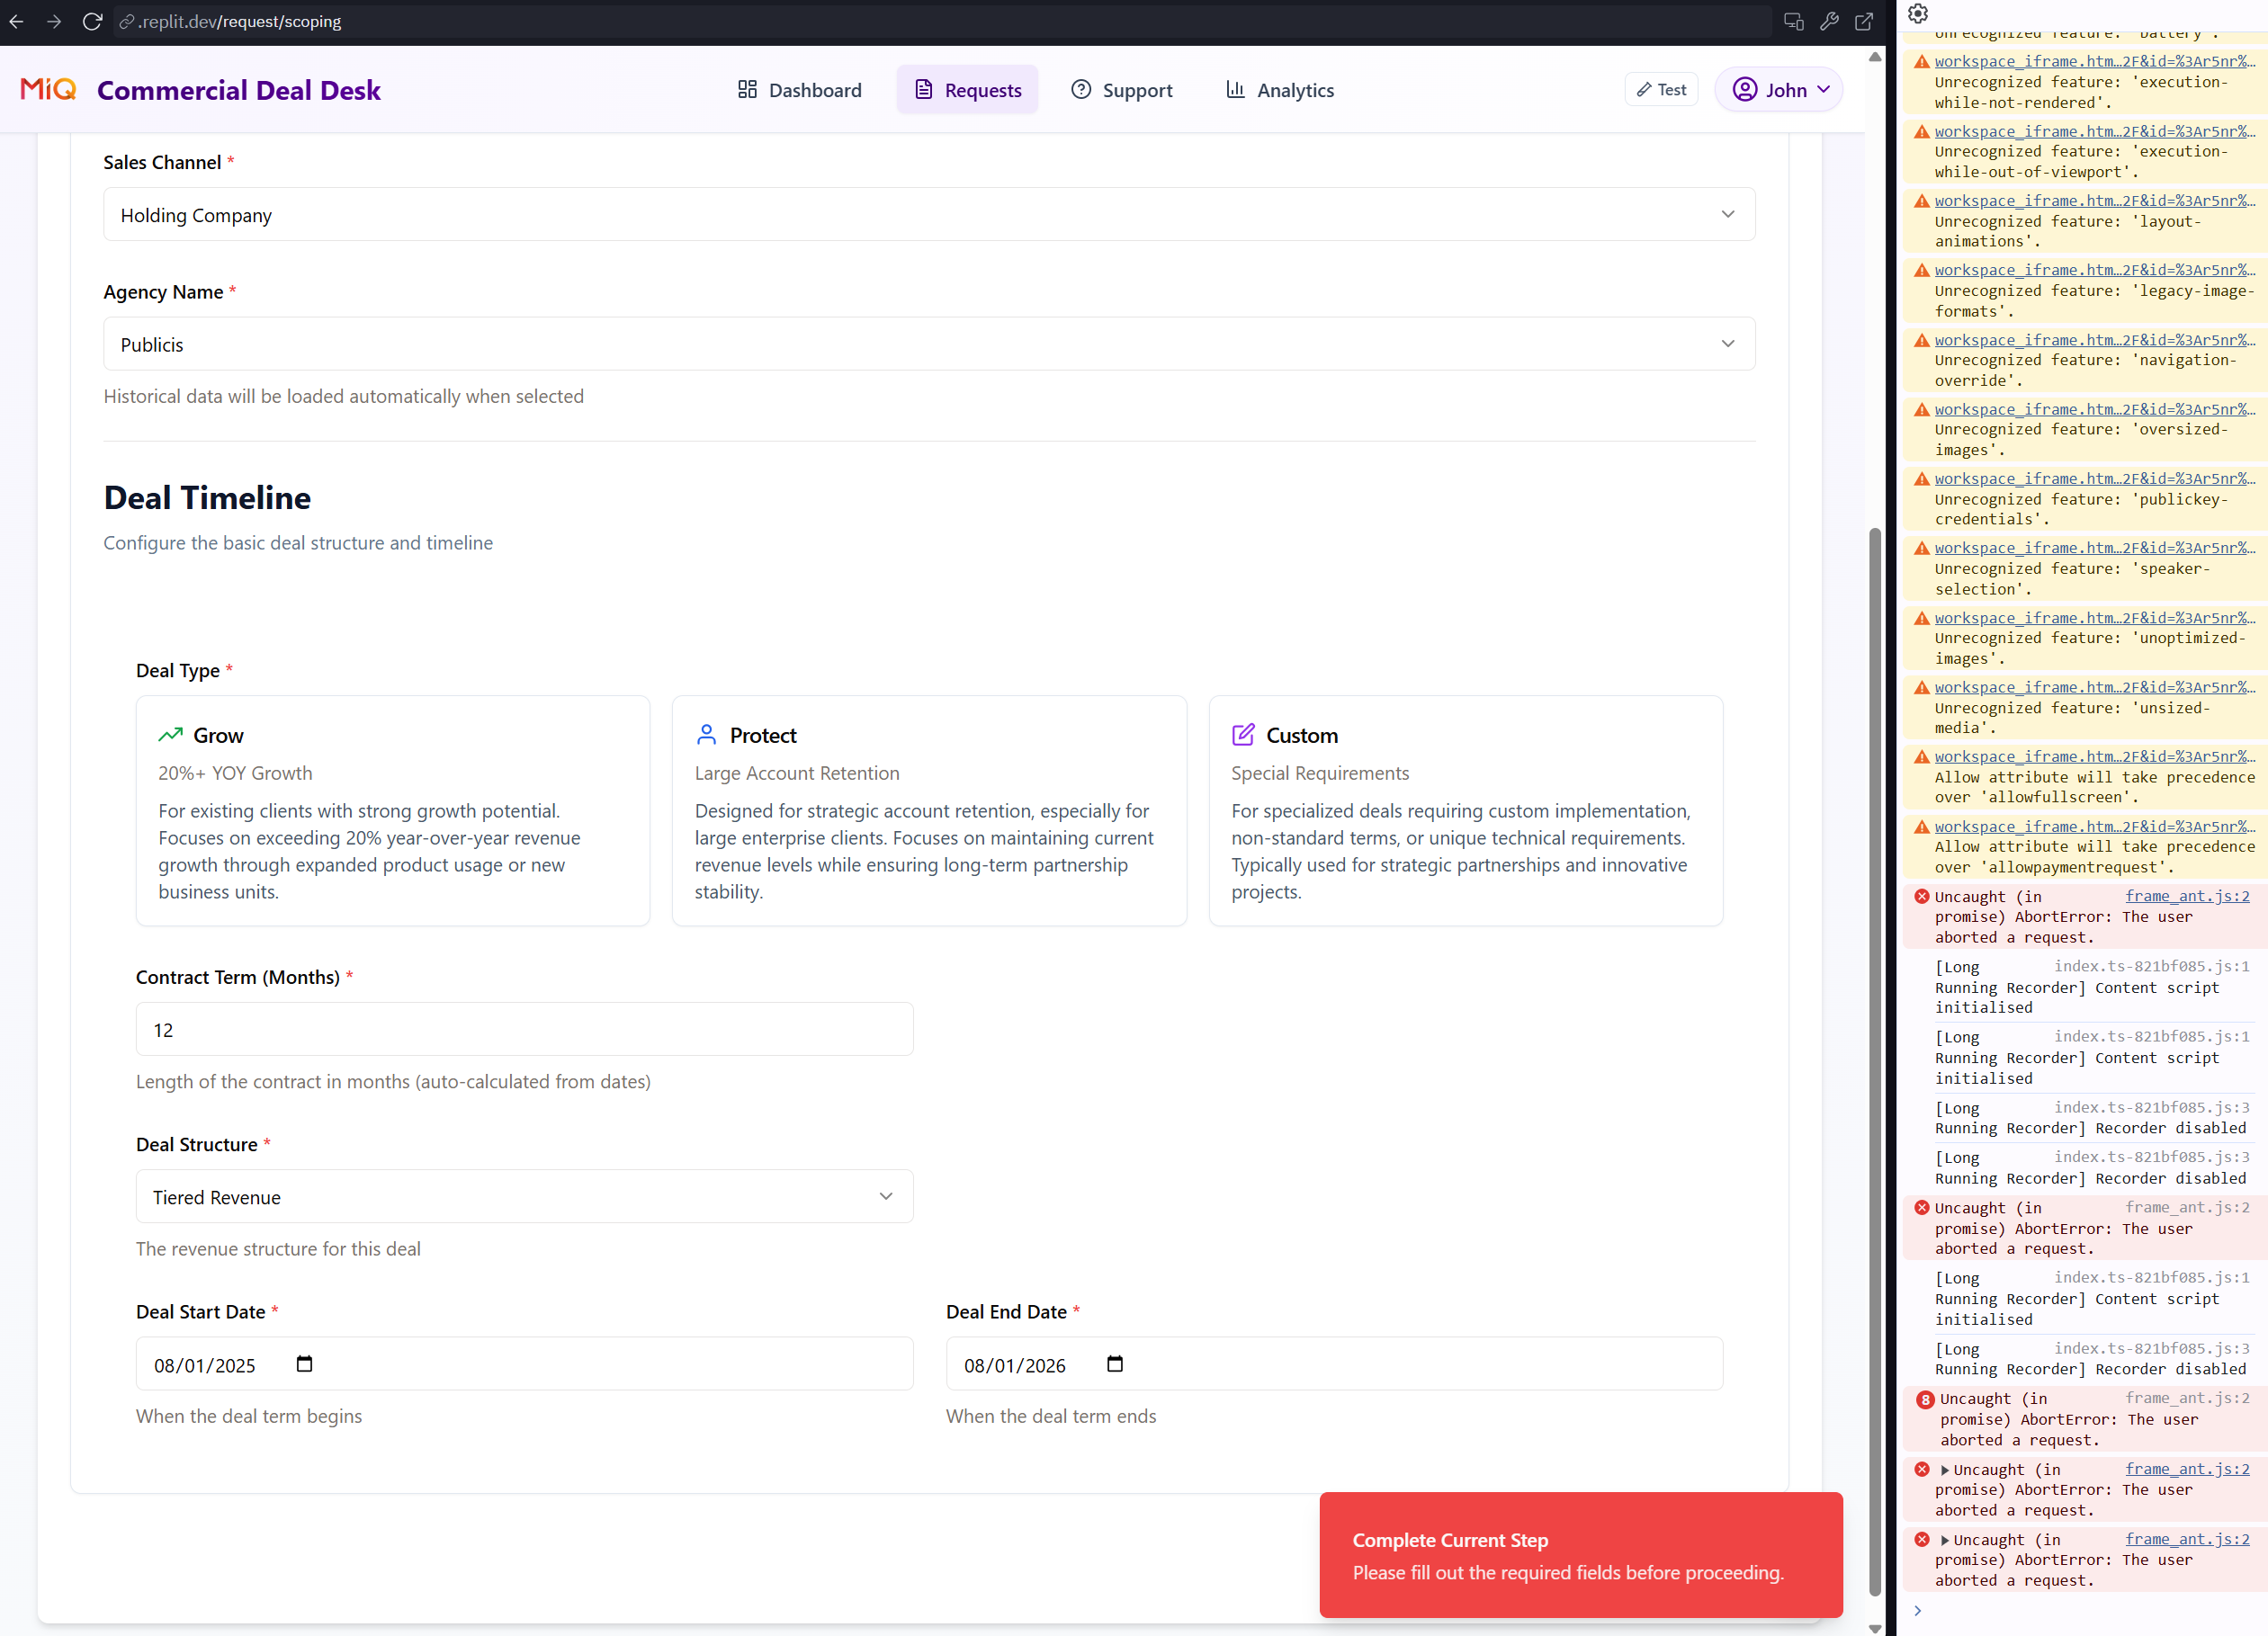 .replit.dev/request/scoping
MiQ
Commercial Deal Desk
Dashboard
Requests
Support
Analytics
Test
John
Sales Channel *
Holding Company
Agency Name *
Publicis
Historical data will be loaded automatically when selected
Deal Timeline
Configure the basic deal structure and timeline
Deal Type *
Grow
20%+ YOY Growth
For existing clients with strong growth potential.
Focuses on exceeding 20% year-over-year revenue
growth through expanded product usage or new
business units.
Protect
Large Account Retention
Designed for strategic account retention, especially for
large enterprise clients. Focuses on maintaining current
revenue levels while ensuring long-term partnership
stability.
Custom
Special Requirements
For specialized deals requiring custom implementation,
non-standard terms, or unique technical requirements.
Typically used for strategic partnerships and innovative
projects.
Contract Term (Months) *
12
Length of the contract in months (auto-calculated from dates)
Deal Structure *
Tiered Revenue
The revenue structure for this deal
Deal Start Date *
08/01/2025
When the deal term begins
Deal End Date *
08/01/2026
When the deal term ends
Complete Current Step
Please fill out the required fields before proceeding.
Unrecognized feature: 'battery'.
workspace_iframe.htm…2F&id=%3Ar5nr%…
Unrecognized feature: 'execution-
while-not-rendered'.
workspace_iframe.htm…2F&id=%3Ar5nr%…
Unrecognized feature: 'execution-
while-out-of-viewport'.
workspace_iframe.htm…2F&id=%3Ar5nr%…
Unrecognized feature: 'layout-
animations'.
workspace_iframe.htm…2F&id=%3Ar5nr%…
Unrecognized feature: 'legacy-image-
formats'.
workspace_iframe.htm…2F&id=%3Ar5nr%…
Unrecognized feature: 'navigation-
override'.
workspace_iframe.htm…2F&id=%3Ar5nr%…
Unrecognized feature: 'oversized-
images'.
workspace_iframe.htm…2F&id=%3Ar5nr%…
Unrecognized feature: 'publickey-
credentials'.
workspace_iframe.htm…2F&id=%3Ar5nr%…
Unrecognized feature: 'speaker-
selection'.
workspace_iframe.htm…2F&id=%3Ar5nr%…
Unrecognized feature: 'unoptimized-
images'.
workspace_iframe.htm…2F&id=%3Ar5nr%…
Unrecognized feature: 'unsized-
media'.
workspace_iframe.htm…2F&id=%3Ar5nr%…
Allow attribute will take precedence
over 'allowfullscreen'.
workspace_iframe.htm…2F&id=%3Ar5nr%…
Allow attribute will take precedence
over 'allowpaymentrequest'.
Uncaught (in frame_ant.js:2
promise) AbortError: The user
aborted a request.
[Long index.ts-821bf085.js:1
Running Recorder] Content script
initialised
[Long index.ts-821bf085.js:1
Running Recorder] Content script
initialised
[Long index.ts-821bf085.js:3
Running Recorder] Recorder disabled
[Long index.ts-821bf085.js:3
Running Recorder] Recorder disabled
Uncaught (in frame_ant.js:2
promise) AbortError: The user
aborted a request.
[Long index.ts-821bf085.js:1
Running Recorder] Content script
initialised
[Long index.ts-821bf085.js:3
Running Recorder] Recorder disabled
8 Uncaught (in frame_ant.js:2
promise) AbortError: The user
aborted a request.
Uncaught (in frame_ant.js:2
promise) AbortError: The user
aborted a request.
Uncaught (in frame_ant.js:2
promise) AbortError: The user
aborted a request.